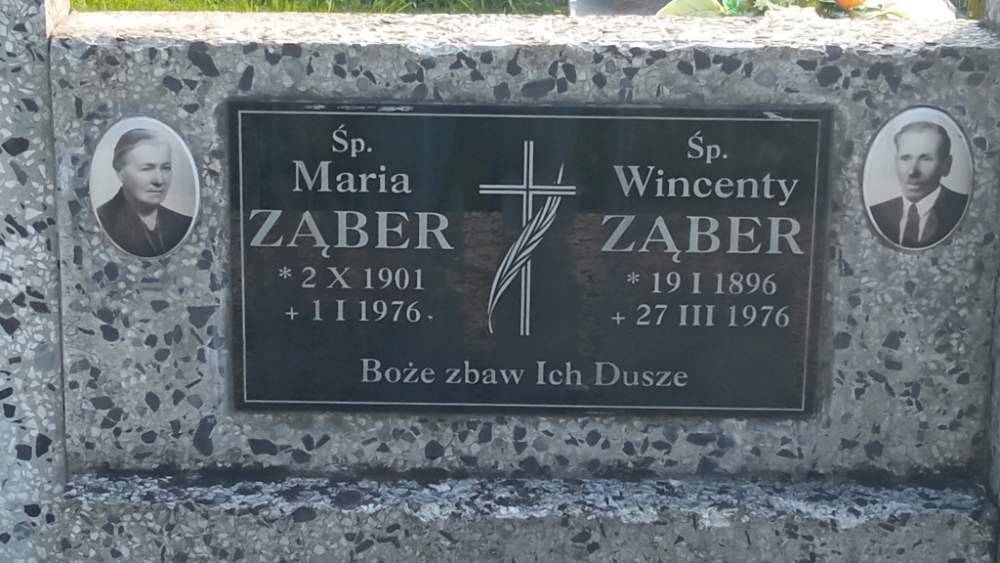 Śp.
Maria
ZĄBER
* 2 X 1901
+ 1 I 1976
Śp.
Wincenty
ZĄBER
* 19 I 1896
+ 27 III 1976
Boże zbaw Ich Dusze